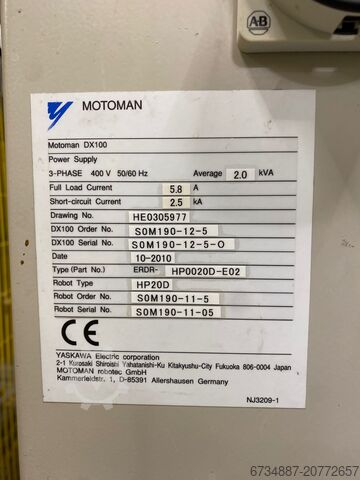 AB
MOTOMAN
Motoman DX100
Power Supply
3-PHASE 400 V 50/60 Hz Average 2.0 kVA
Full Load Current 5.8 A
Short-circuit Current 2.5 kA
Drawing No. HE0305977
DX100 Order No. S0M190-12-5
DX100 Serial No. S0M190-12-5-0
Date 10-2010
Type (Part No.) ERDR- HP0020D-E02
Robot Type HP20D
Robot Order No. S0M190-11-5
Robot Serial No. S0M190-11-05
CE
YASKAWA Electric corporation
2-1 Kurosaki Shiroishi Yahatanishi-Ku Kitakyushu-City Fukuoka 806-0004 Japan
MOTOMAN robotec GmbH
Kammerfeldstraße 1, D-85391 Allershausen Germany
NJ3209-1
6734887-20772657